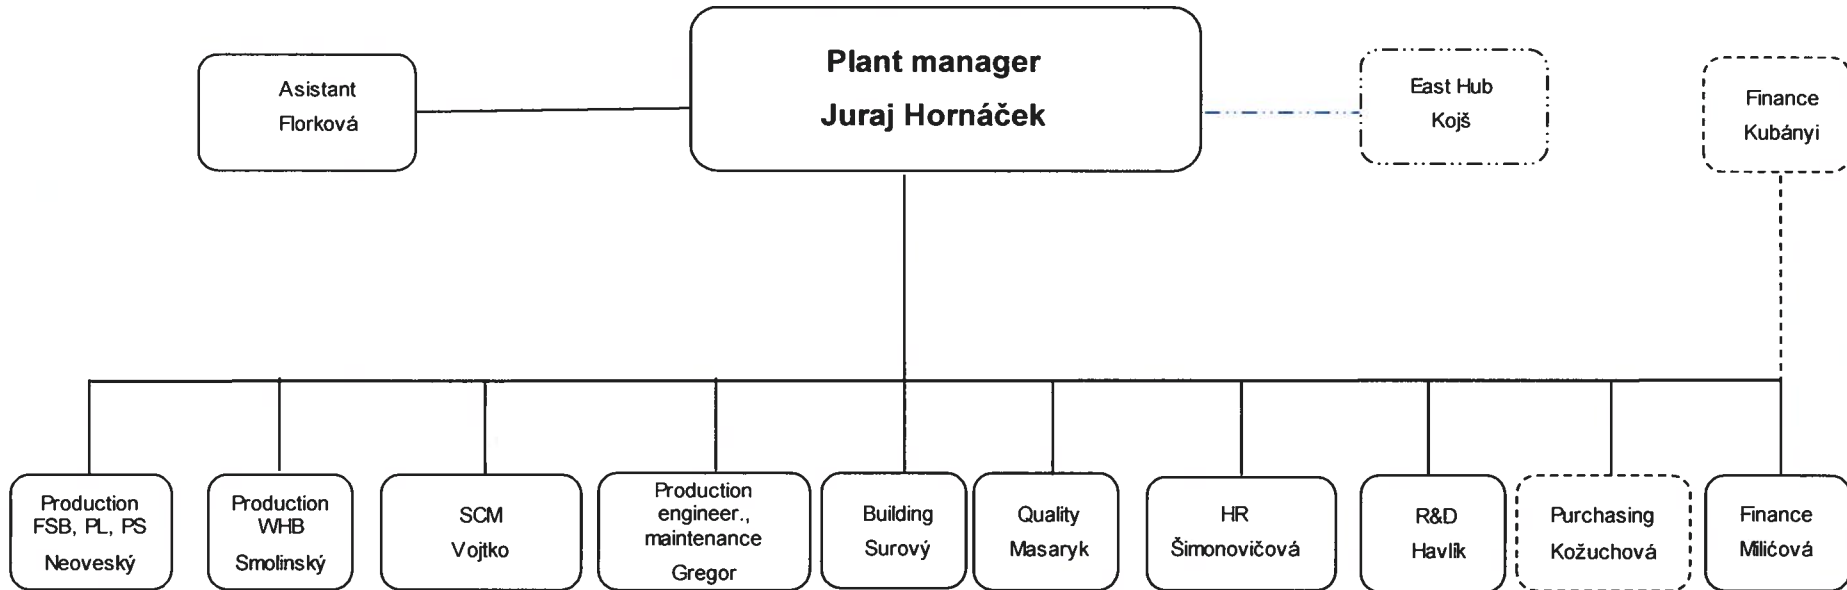 Plant manager
Juraj Hornáček
Asistant
Florková
East Hub
Kojš
Finance
Kubányi
Production
FSB, PL, PS
Neoveský
Production
WHB
Smolinský
SCM
Vojtko
Production
engineer.,
maintenance
Gregor
Building
Surový
Quality
Masaryk
HR
Šimonovičová
R&D
Havlík
Purchasing
Kožuchová
Finance
Milićová